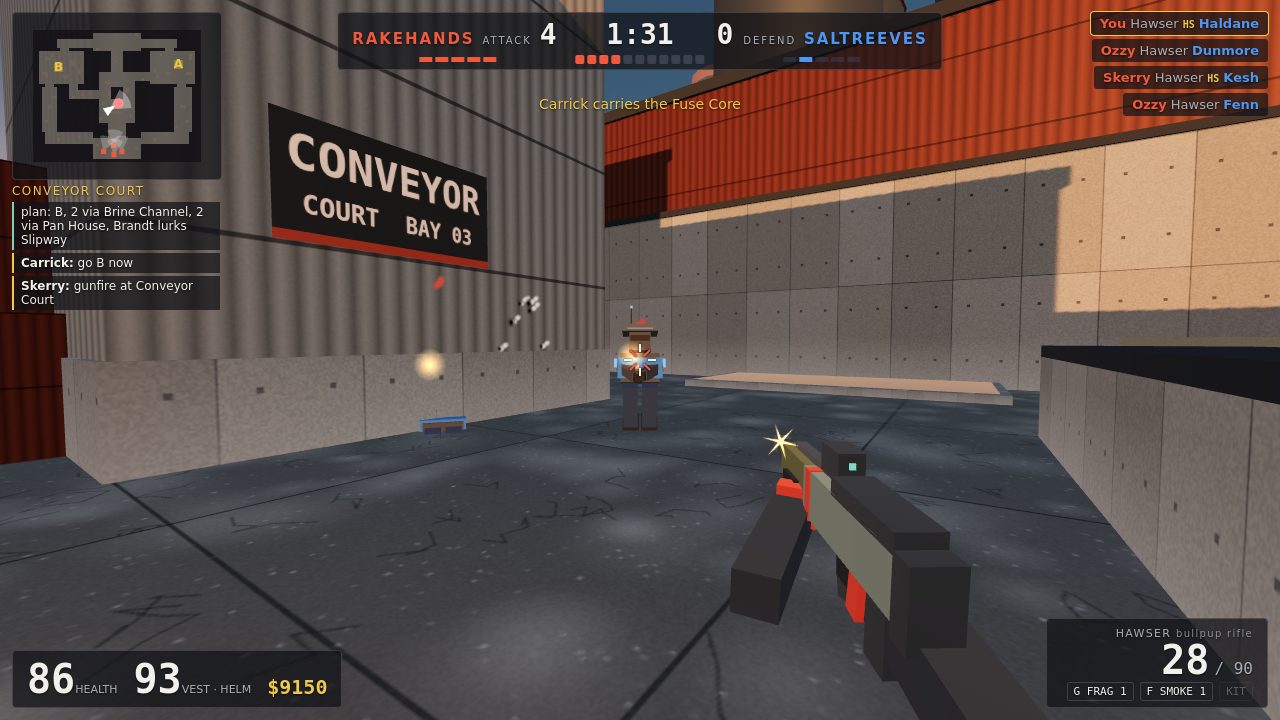 B
A
RAKEHANDS ATTACK 4 1:31 0 DEFEND SALTREEVES
Carrick carries the Fuse Core
You Hawser HS Haldane
Ozzy Hawser Dunmore
Skerry Hawser HS Kesh
Ozzy Hawser Fenn
CONVEYOR COURT
plan: B, 2 via Brine Channel, 2
via Pan House, Brandt lurks
Slipway
Carrick: go B now
Skerry: gunfire at Conveyor
Court
CONVEYOR
COURT BAY 03
86 HEALTH 93 VEST · HELM $9150
HAWSER bullpup rifle
28 / 90
G FRAG 1 F SMOKE 1 KIT